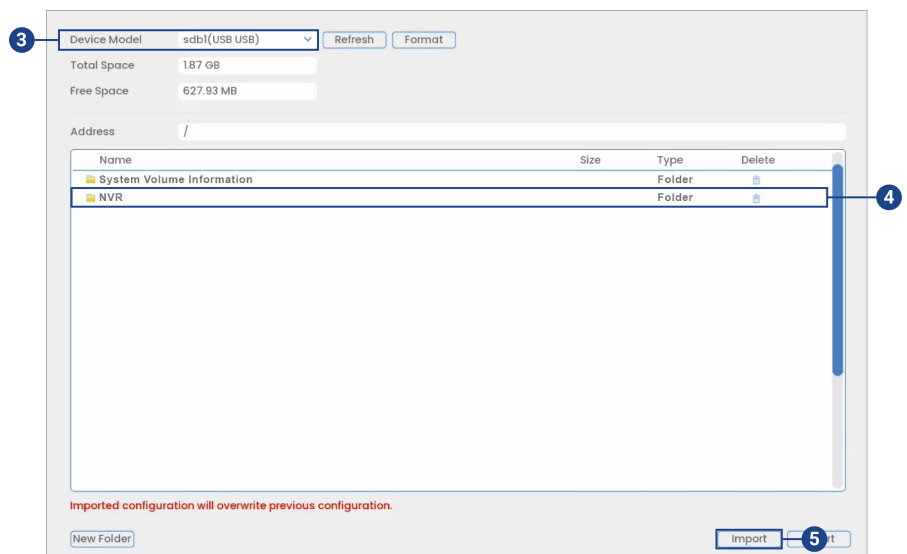 3 Device Model sdb1(USB USB) Refresh Format
Total Space 1.87 GB
Free Space 627.93 MB
Address /
Name Size Type Delete
System Volume Information Folder
NVR Folder 4
Imported configuration will overwrite previous configuration.
New Folder Import 5 rt